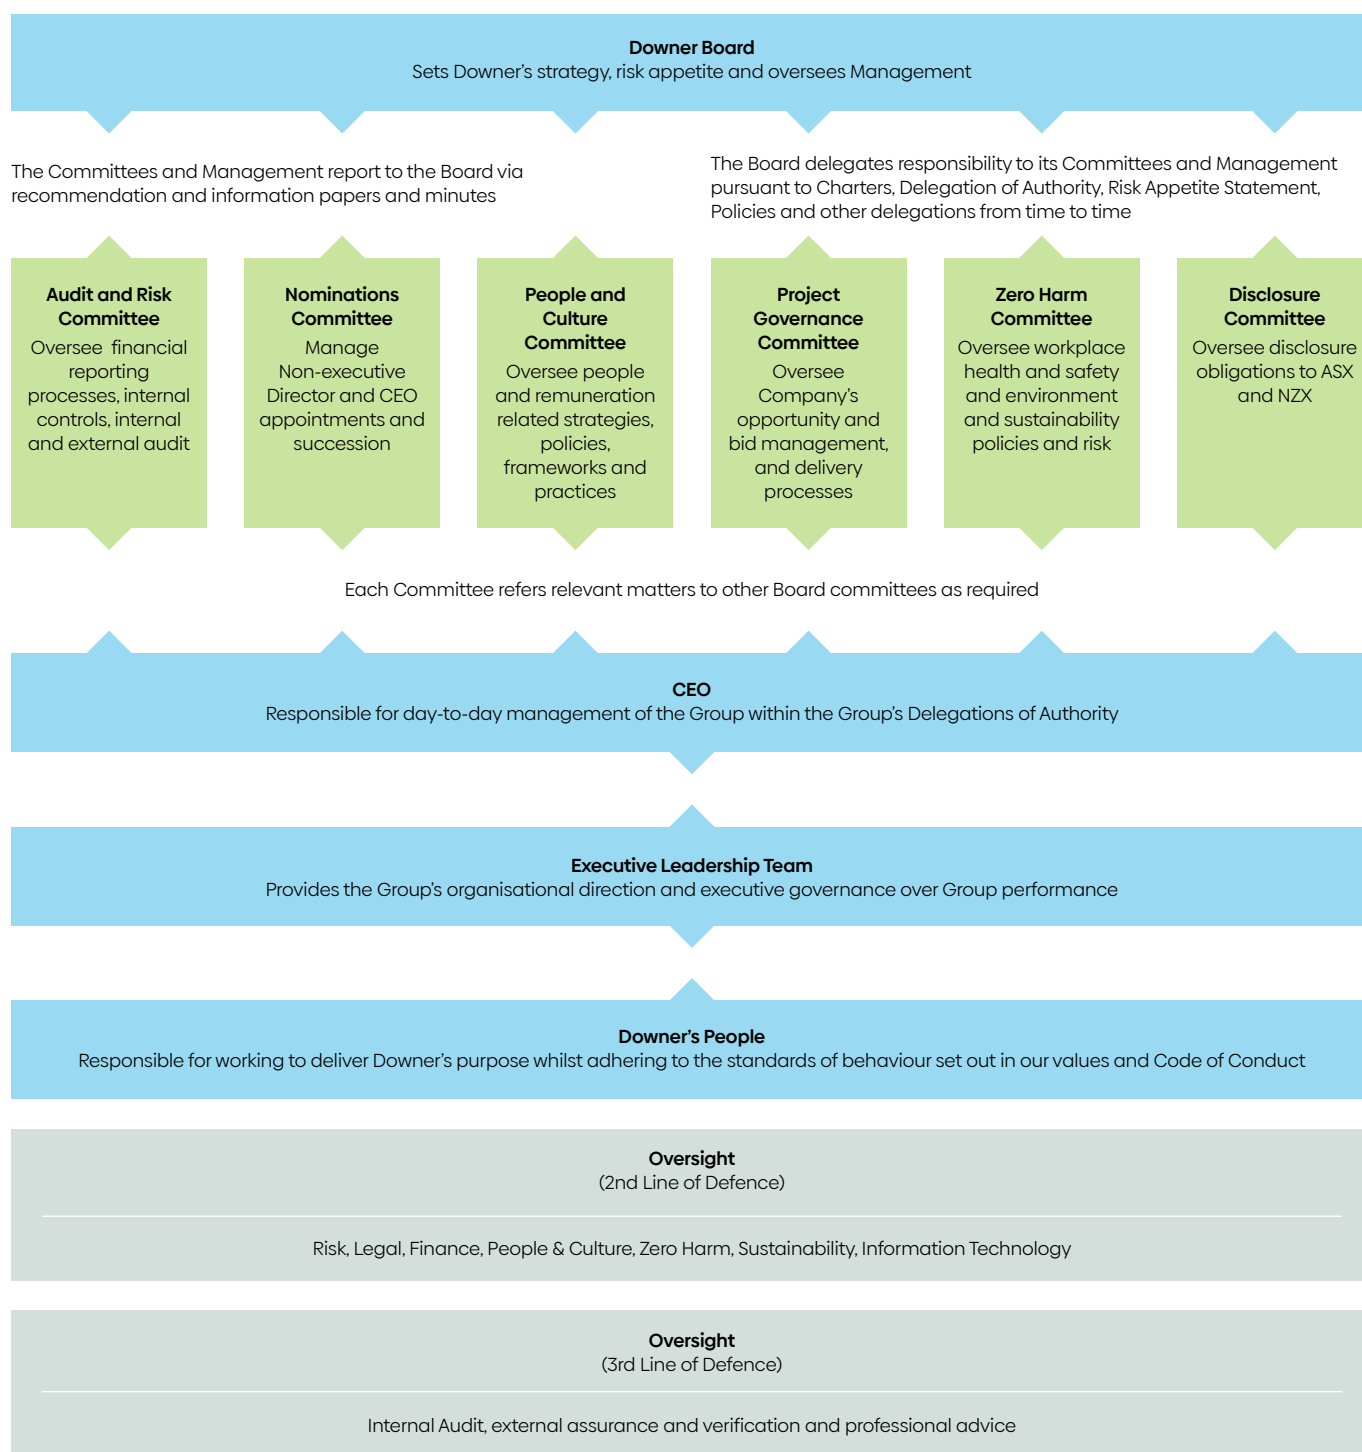 Downer Board
Sets Downer's strategy, risk appetite and oversees Management
The Committees and Management report to the Board via
recommendation and information papers and minutes
The Board delegates responsibility to its Committees and Management
pursuant to Charters, Delegation of Authority, Risk Appetite Statement,
Policies and other delegations from time to time
Audit and Risk
Committee
Oversee financial
reporting
processes, internal
controls, internal
and external audit
Nominations
Committee
Manage
Non-executive
Director and CEO
appointments and
succession
People and
Culture
Committee
Oversee people
and remuneration
related strategies,
policies,
frameworks and
practices
Project
Governance
Committee
Oversee
Company's
opportunity and
bid management,
and delivery
processes
Zero Harm
Committee
Oversee workplace
health and safety
and environment
and sustainability
policies and risk
Disclosure
Committee
Oversee disclosure
obligations to ASX
and NZX
Each Committee refers relevant matters to other Board committees as required
CEO
Responsible for day-to-day management of the Group within the Group's Delegations of Authority
Executive Leadership Team
Provides the Group's organisational direction and executive governance over Group performance
Downer's People
Responsible for working to deliver Downer's purpose whilst adhering to the standards of behaviour set out in our values and Code of Conduct
Oversight
(2nd Line of Defence)
Risk, Legal, Finance, People & Culture, Zero Harm, Sustainability, Information Technology
Oversight
(3rd Line of Defence)
Internal Audit, external assurance and verification and professional advice